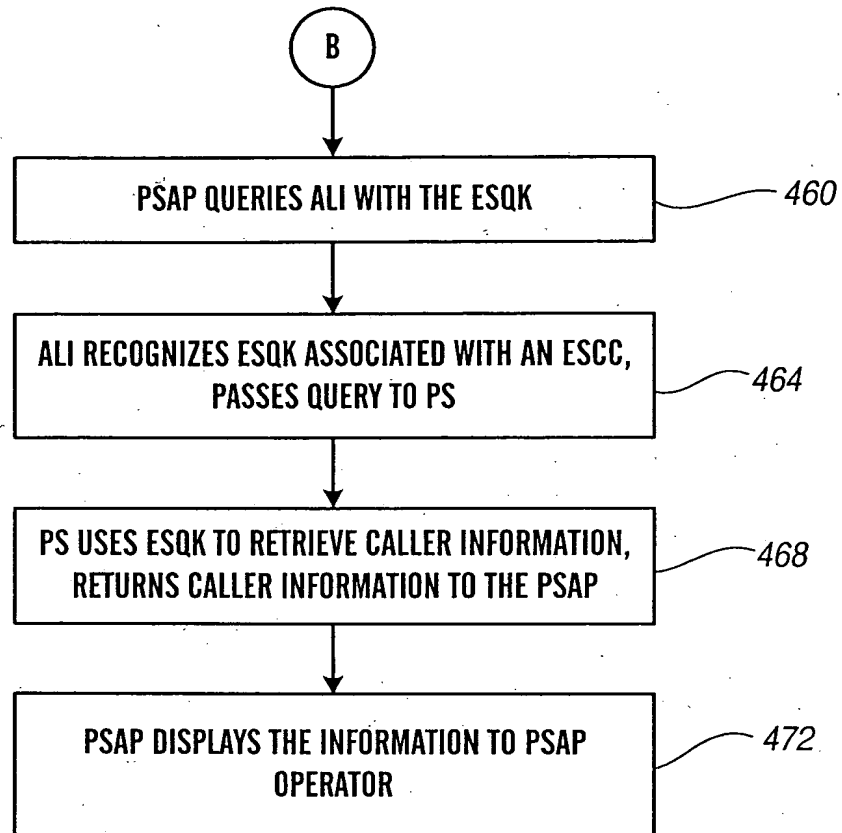 B
PSAP QUERIES ALI WITH THE ESQK
460
ALI RECOGNIZES ESQK ASSOCIATED WITH AN ESCC,
PASSES QUERY TO PS
464
PS USES ESQK TO RETRIEVE CALLER INFORMATION,
RETURNS CALLER INFORMATION TO THE PSAP
468
PSAP DISPLAYS THE INFORMATION TO PSAP
OPERATOR
472